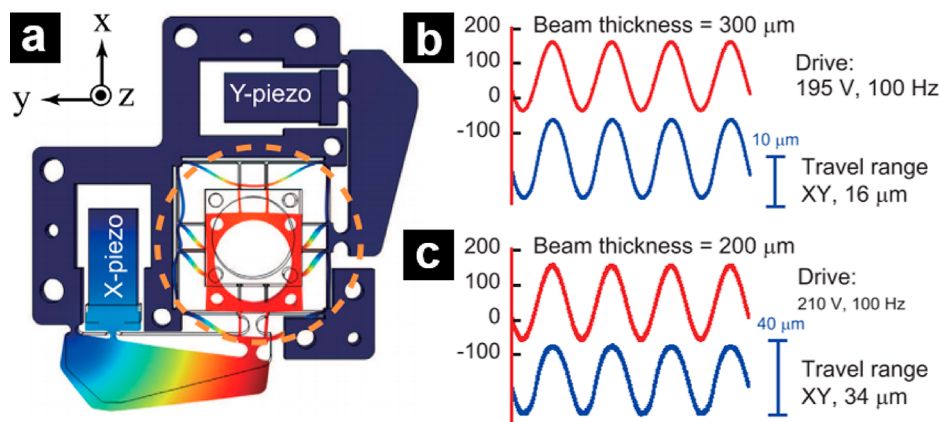 a
x
y
z
Y-piezo
X-piezo
b
200
100
0
-100
Beam thickness = 300 μm
Drive:
195 V, 100 Hz
10 μm
Travel range
XY, 16 μm
c
200
100
0
-100
Beam thickness = 200 μm
Drive:
210 V, 100 Hz
40 μm
Travel range
XY, 34 μm